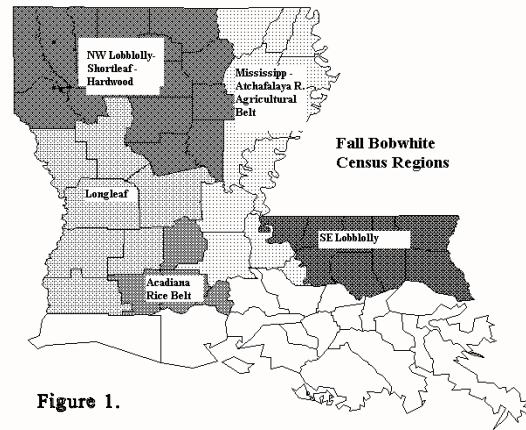 NW Lobblolly-
Shortleaf -
Hardwood
Mississipp -
Atchafalaya R.
Agricultural
Belt
Fall Bobwhite
Census Regions
Longleaf
SE Lobblolly
Acadiana
Rice Belt
Figure 1.